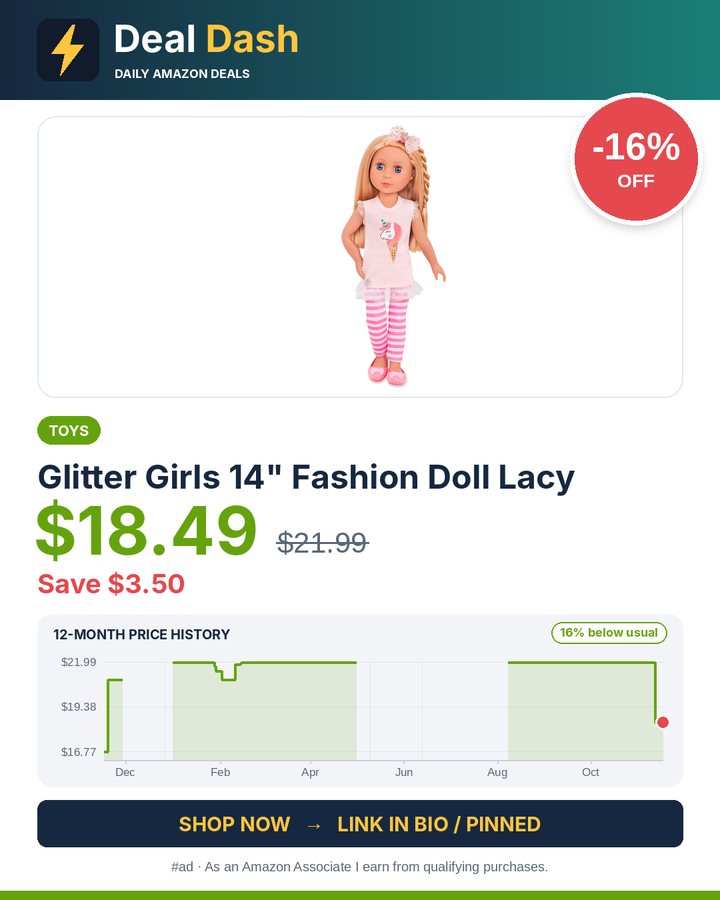 Deal Dash
DAILY AMAZON DEALS
-16%
OFF
TOYS
Glitter Girls 14" Fashion Doll Lacy
$18.49 $21.99
Save $3.50
12-MONTH PRICE HISTORY
16% below usual
$21.99
$19.38
$16.77
Dec Feb Apr Jun Aug Oct
SHOP NOW → LINK IN BIO / PINNED
#ad · As an Amazon Associate I earn from qualifying purchases.